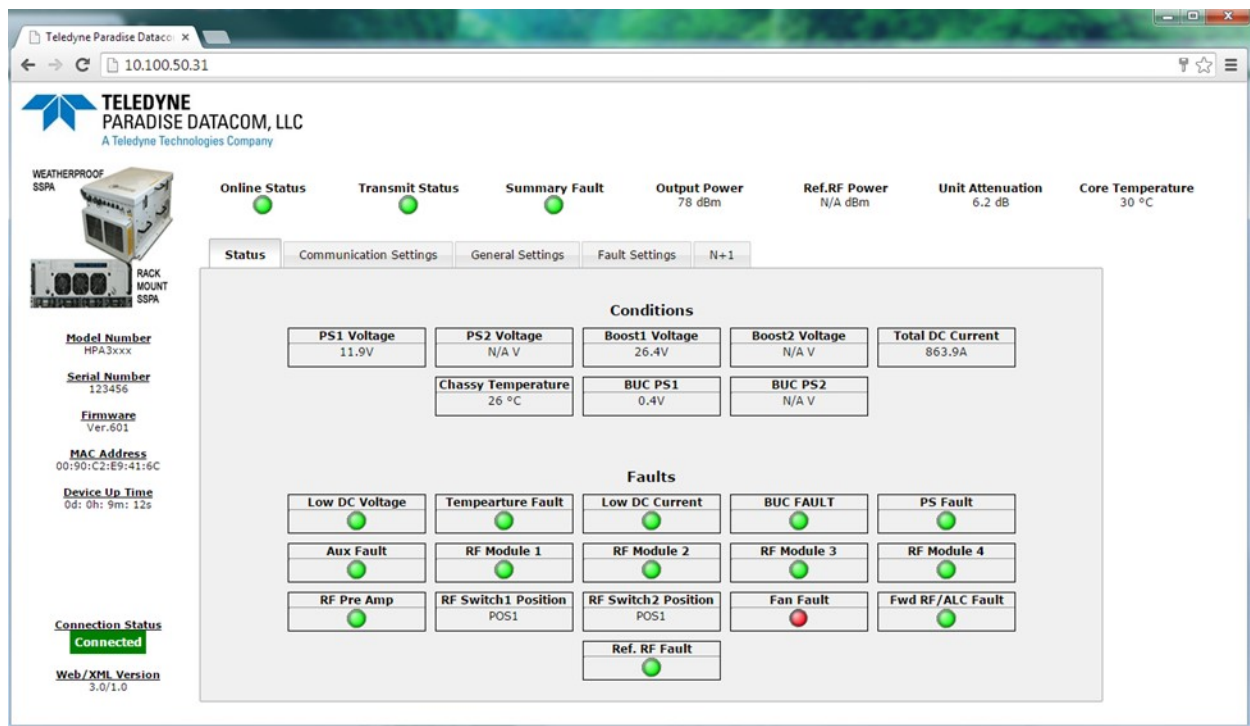 Teledyne Paradise Dataco
10.100.50.31
TELEDYNE
PARADISE DATACOM, LLC
A Teledyne Technologies Company
WEATHERPROOF
SSPA
RACK
MOUNT
SSPA
Online Status Transmit Status Summary Fault Output Power Ref.RF Power Unit Attenuation Core Temperature
78 dBm N/A dBm 6.2 dB 30 °C
Status Communication Settings General Settings Fault Settings N+1
Model Number
HPA3xxx
Serial Number
123456
Firmware
Ver.601
MAC Address
00:90:C2:E9:41:6C
Device Up Time
0d: 0h: 9m: 12s
Connection Status
Connected
Web/XML Version
3.0/1.0
Conditions
PS1 Voltage PS2 Voltage Boost1 Voltage Boost2 Voltage Total DC Current
11.9V N/A V 26.4V N/A V 863.9A
Chassy Temperature BUC PS1 BUC PS2
26 °C 0.4V N/A V
Faults
Low DC Voltage Tempearture Fault Low DC Current BUC FAULT PS Fault
Aux Fault RF Module 1 RF Module 2 RF Module 3 RF Module 4
RF Pre Amp RF Switch1 Position RF Switch2 Position Fan Fault Fwd RF/ALC Fault
POS1 POS1
Ref. RF Fault